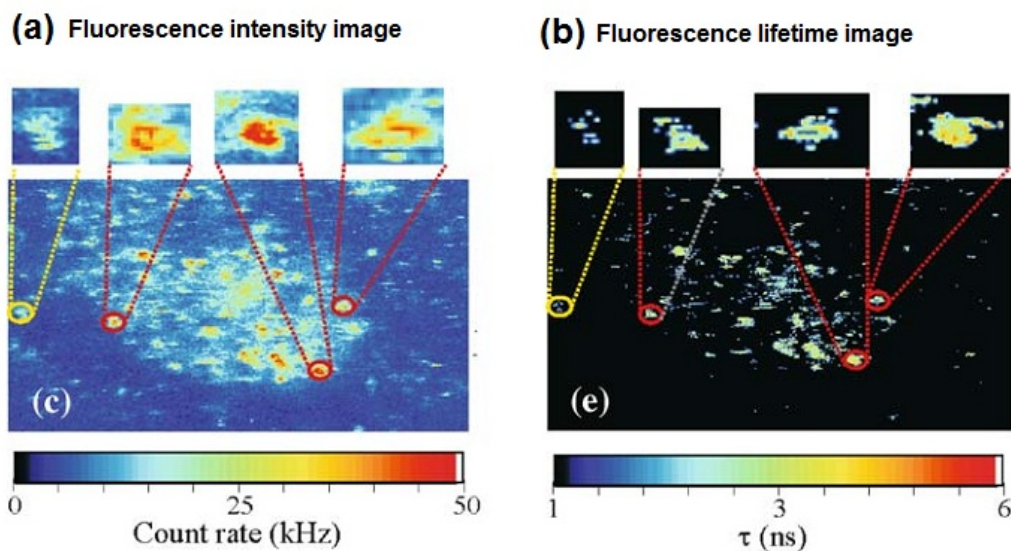 (a) Fluorescence intensity image
(b) Fluorescence lifetime image
(c)
(e)
0 25 50
Count rate (kHz)
1 3 6
τ (ns)